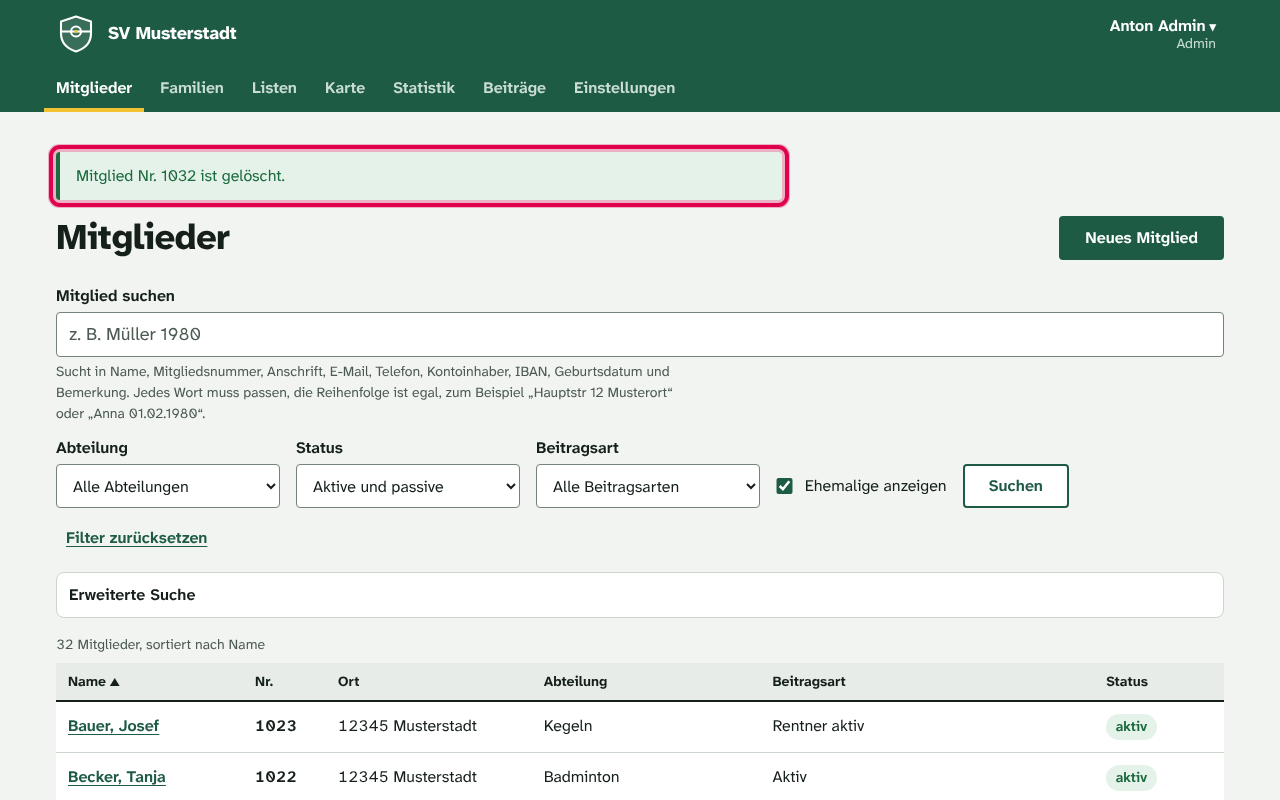 SV Musterstadt
Anton Admin ▾
Admin
Mitglieder Familien Listen Karte Statistik Beiträge Einstellungen
Mitglied Nr. 1032 ist gelöscht.
Mitglieder
Neues Mitglied
Mitglied suchen
z. B. Müller 1980
Sucht in Name, Mitgliedsnummer, Anschrift, E-Mail, Telefon, Kontoinhaber, IBAN, Geburtsdatum und
Bemerkung. Jedes Wort muss passen, die Reihenfolge ist egal, zum Beispiel „Hauptstr 12 Musterort“
oder „Anna 01.02.1980“.
Abteilung Status Beitragsart
Alle Abteilungen Aktive und passive Alle Beitragsarten Ehemalige anzeigen Suchen
Filter zurücksetzen
Erweiterte Suche
32 Mitglieder, sortiert nach Name
Name ▲ Nr. Ort Abteilung Beitragsart Status
Bauer, Josef 1023 12345 Musterstadt Kegeln Rentner aktiv aktiv
Becker, Tanja 1022 12345 Musterstadt Badminton Aktiv aktiv